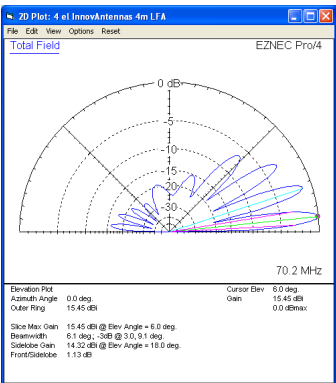 2D Plot: 4 el InnovAntennas 4m LFA
File Edit View Options Reset
Total Field EZNEC Pro/4
0 dB
-5
-10
-15
-20
-30
70.2 MHz
Elevation Plot Cursor Elev 6.0 deg.
Azimuth Angle 0.0 deg. Gain 15.45 dBi
Outer Ring 15.45 dBi 0.0 dBmax
Slice Max Gain 15.45 dBi @ Elev Angle = 6.0 deg.
Beamwidth 6.1 deg.; -3dB @ 3.0, 9.1 deg.
Sidelobe Gain 14.32 dBi @ Elev Angle = 18.0 deg.
Front/Sidelobe 1.13 dB